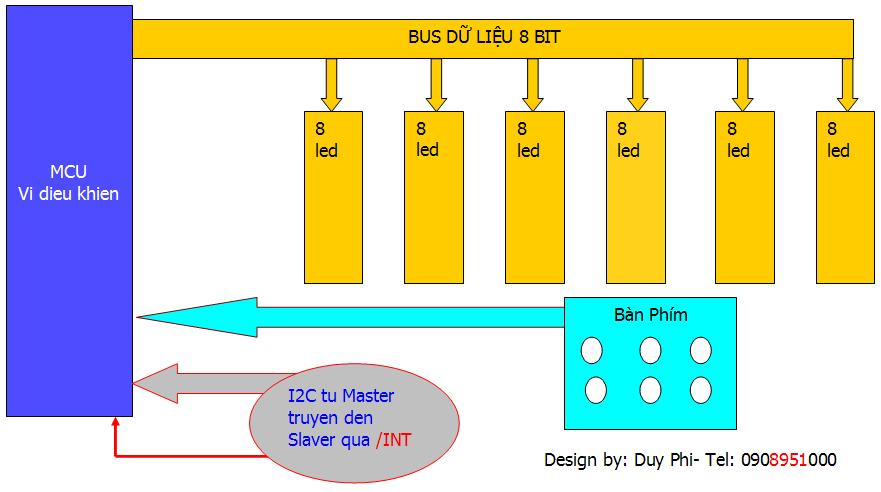 BUS DỮ LIỆU 8 BIT
8
led
8
led
8
led
8
led
8
led
8
led
MCU
Vi dieu khien
Bàn Phím
I2C tu Master
truyen den
Slaver qua /INT
Design by: Duy Phi- Tel: 0908951000